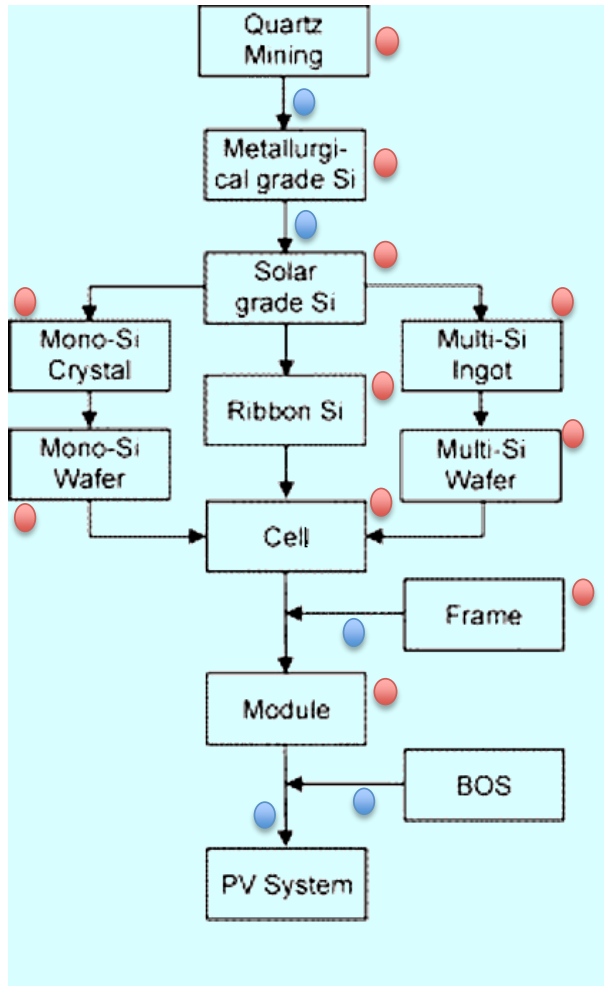 Quartz
Mining
Metallurgi-
cal grade Si
Solar
grade Si
Mono-Si
Crystal
Multi-Si
Ingot
Ribbon Si
Mono-Si
Wafer
Multi-Si
Wafer
Cell
Frame
Module
BOS
PV System